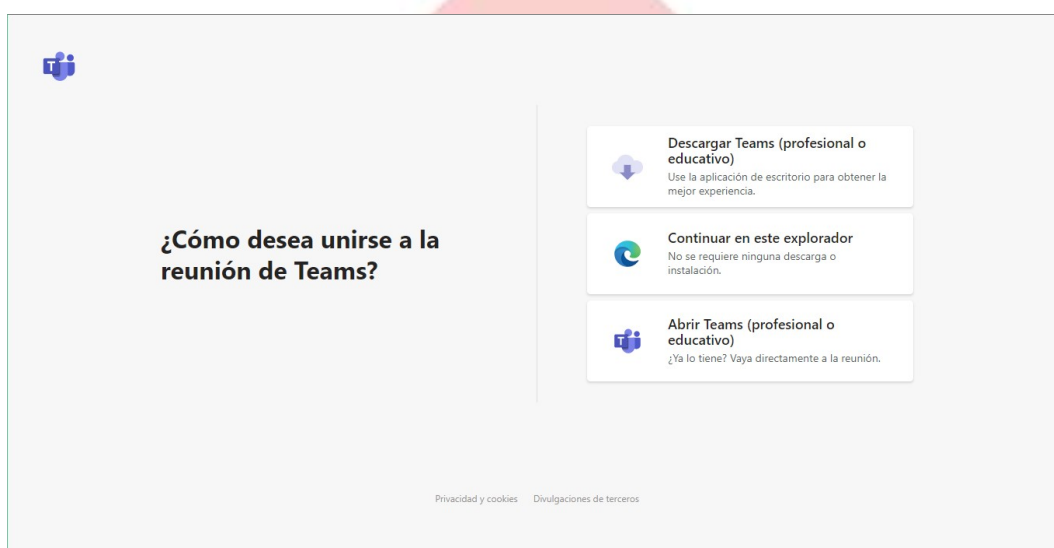 ¿Cómo desea unirse a la
reunión de Teams?
Descargar Teams (profesional o
educativo)
Use la aplicación de escritorio para obtener la
mejor experiencia.
Continuar en este explorador
No se requiere ninguna descarga o
instalación.
Abrir Teams (profesional o
educativo)
¿Ya lo tiene? Vaya directamente a la reunión.
Privacidad y cookies
Divulgaciones de terceros